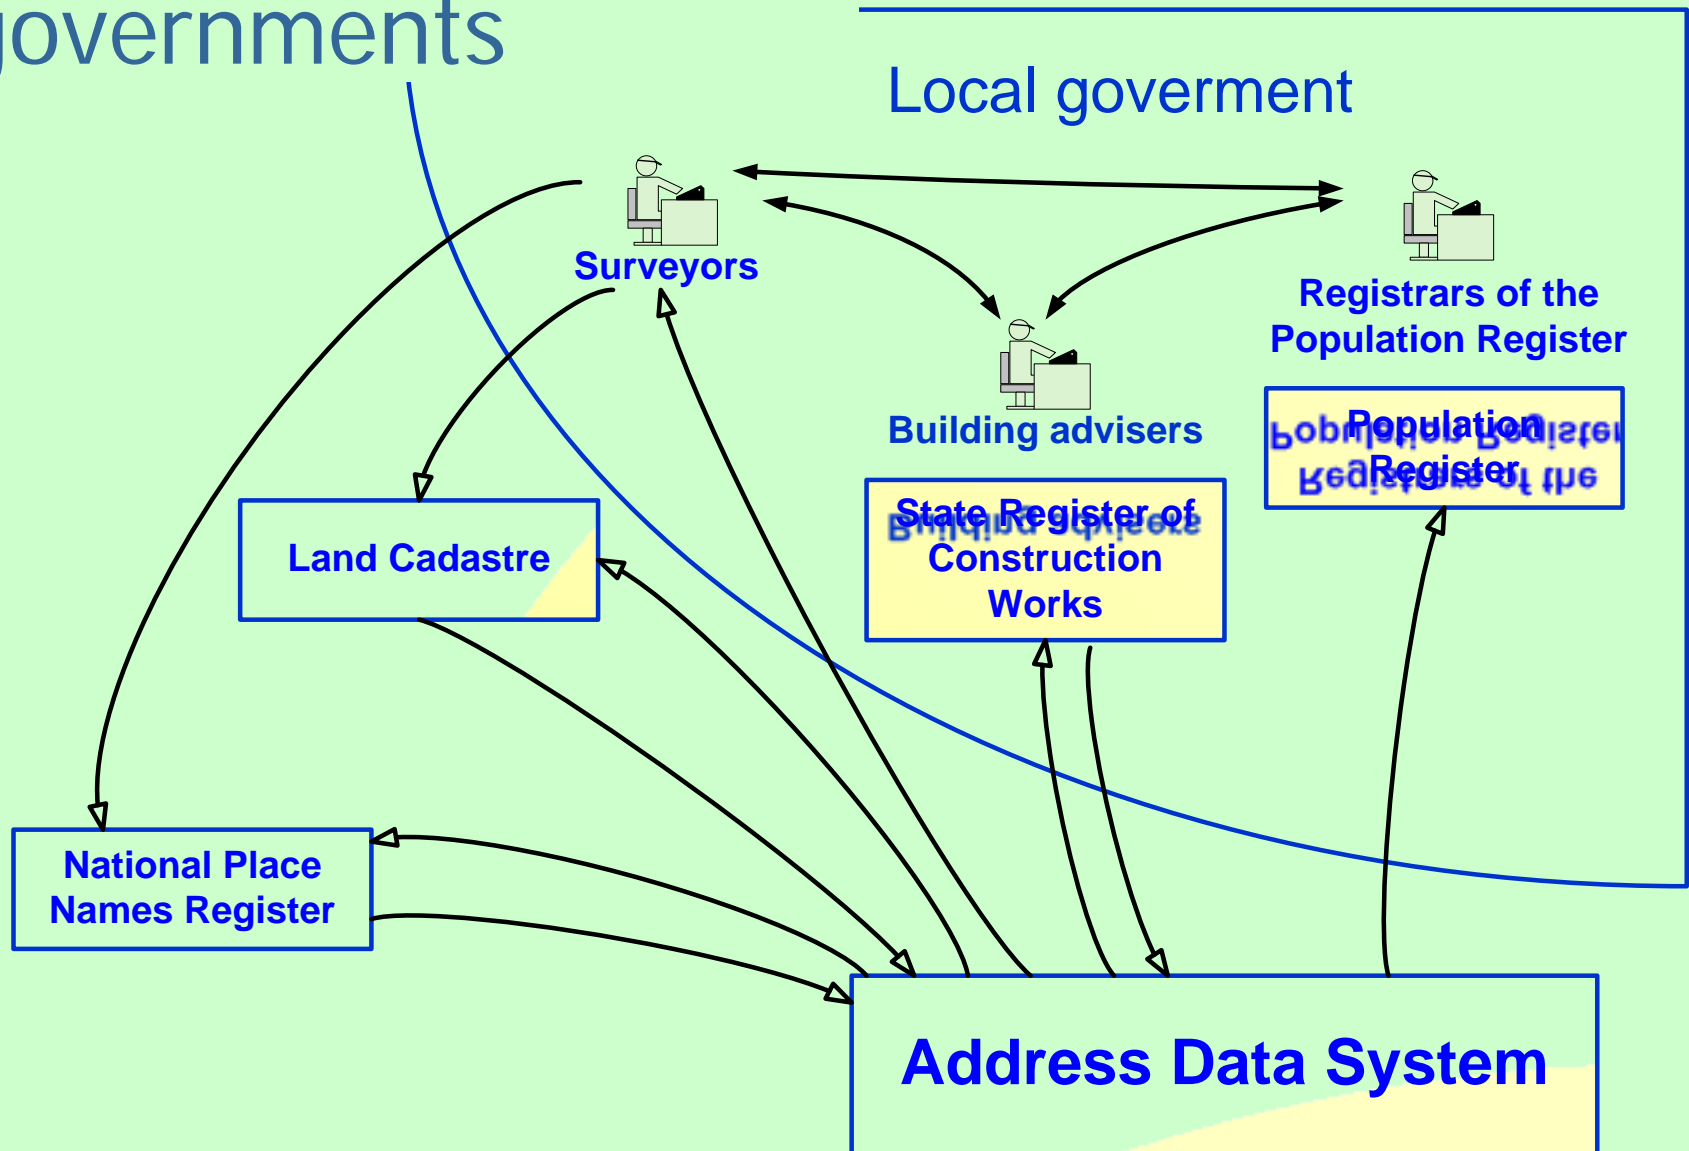 governments
Local goverment
Surveyors
Registrars of the
Population Register
Building advisers
Population
Register
State Register of
Construction
Works
Land Cadastre
National Place
Names Register
Address Data System